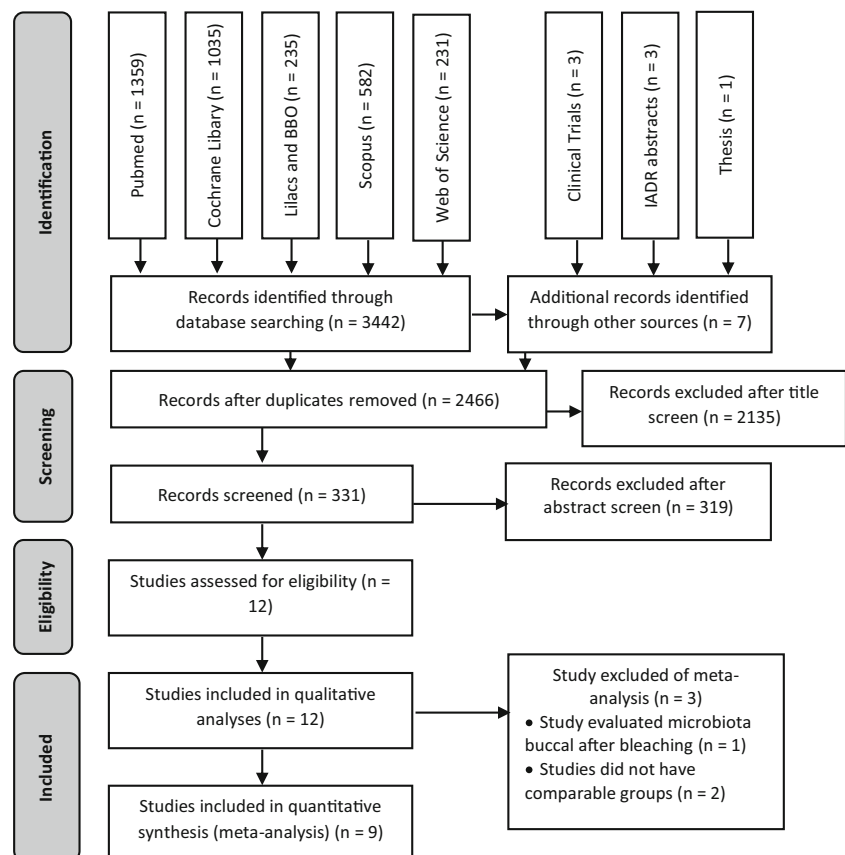 Identification
Pubmed (n = 1359)
Cochrane Libary (n = 1035)
Lilacs and BBO (n = 235)
Scopus (n = 582)
Web of Science (n = 231)
Clinical Trials (n = 3)
IADR abstracts (n = 3)
Thesis (n = 1)
Records identified through
database searching (n = 3442)
Additional records identified
through other sources (n = 7)
Screening
Records after duplicates removed (n = 2466)
Records excluded after title
screen (n = 2135)
Records screened (n = 331)
Records excluded after
abstract screen (n = 319)
Eligibility
Studies assessed for eligibility (n =
12)
Included
Studies included in qualitative
analyses (n = 12)
Study excluded of meta-
analysis (n = 3)
• Study evaluated microbiota
buccal after bleaching (n = 1)
• Studies did not have
comparable groups (n = 2)
Studies included in quantitative
synthesis (meta-analysis) (n = 9)